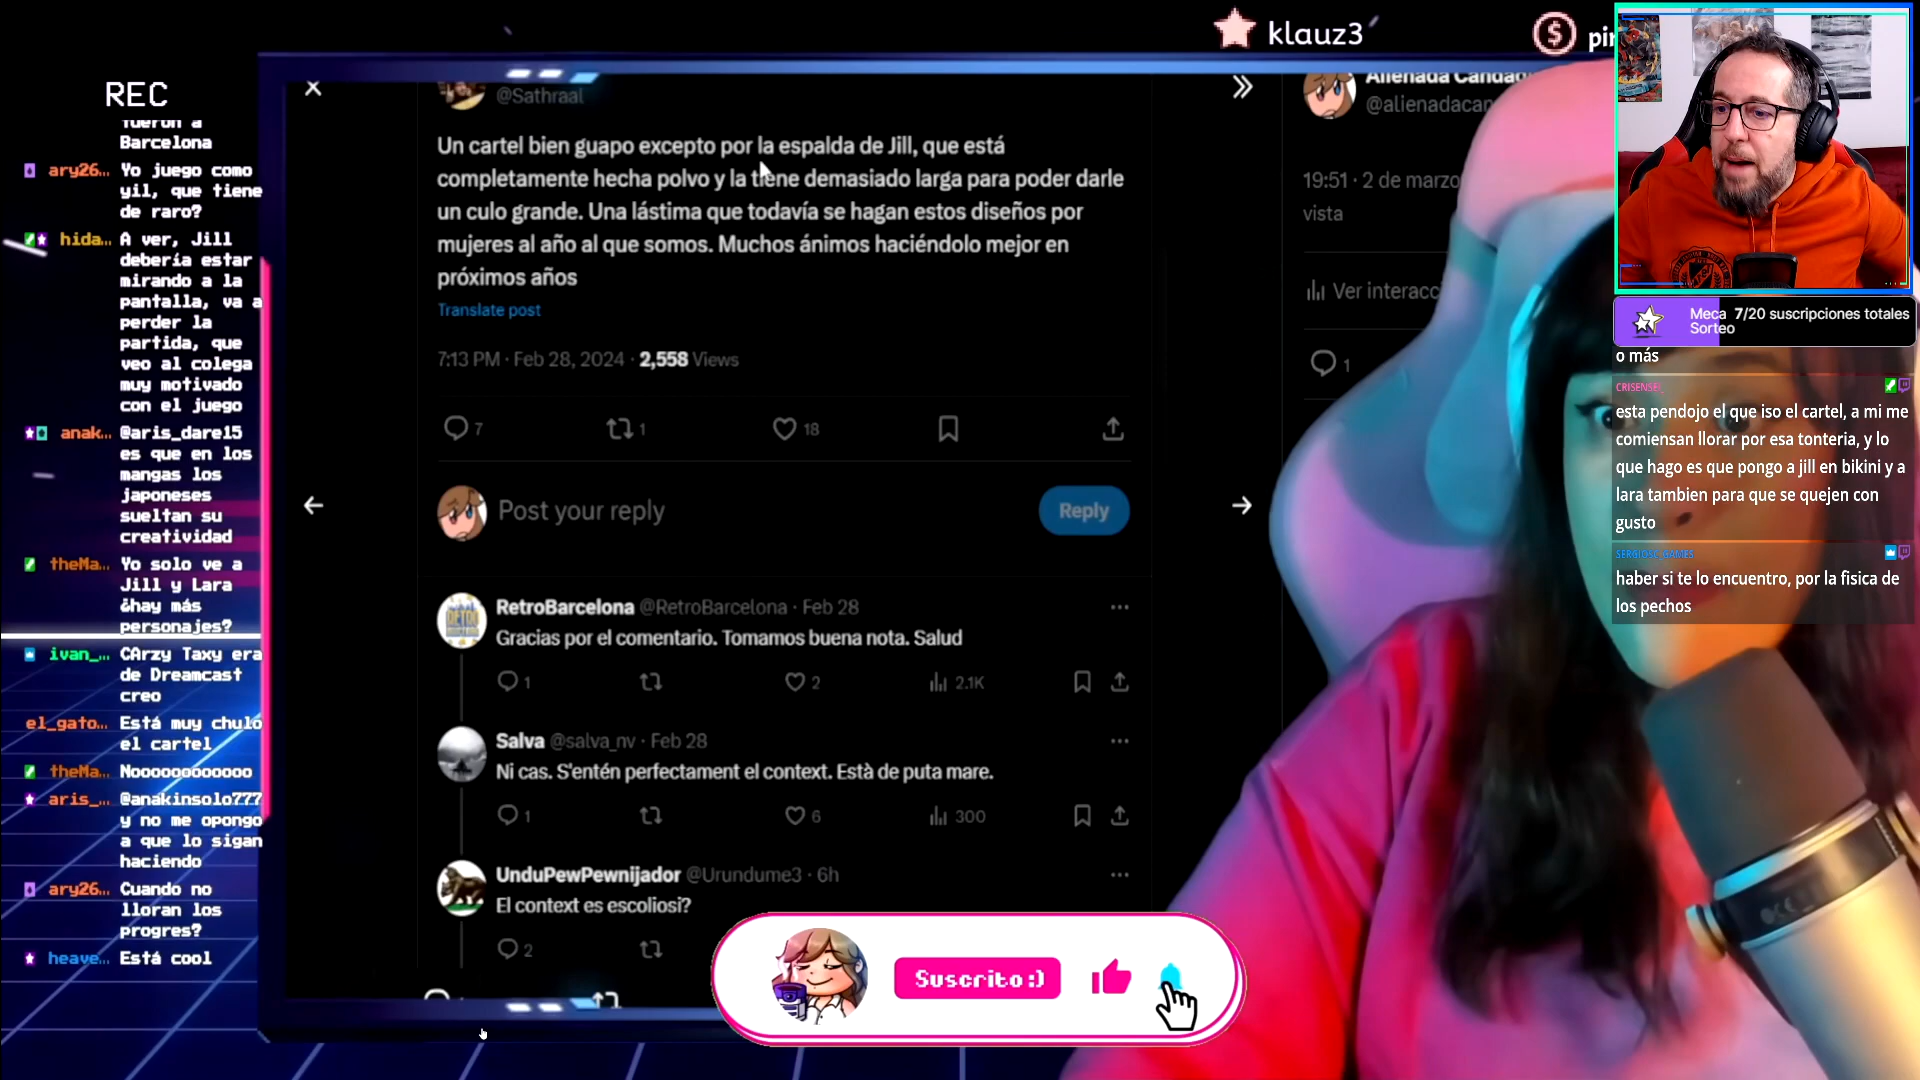 klauz3
REC
fueron a
Barcelona
ary26… Yo juego como
yil, que tiene
de raro?
hida… A ver, Jill
debería estar
mirando a la
pantalla, va a
perder la
partida, que
veo al colega
muy motivado
con el juego
anak… @aris_dare15
es que en los
mangas los
japoneses
sueltan su
creatividad
theMa… Yo solo ve a
Jill y Lara
¿hay más
personajes?
ivan_… CArzy Taxy era
de Dreamcast
creo
el_gato… Está muy chulo
el cartel
theMa… Nooooooooooo
aris_… @anakinsolo777
y no me opongo
a que lo sigan
haciendo
ary26… Cuando no
lloran los
progres?
heave… Está cool
@Sathraal
Un cartel bien guapo excepto por la espalda de Jill, que está
completamente hecha polvo y la tiene demasiado larga para poder darle
un culo grande. Una lástima que todavía se hagan estos diseños por
mujeres al año al que somos. Muchos ánimos haciéndolo mejor en
próximos años
Translate post
7:13 PM · Feb 28, 2024 · 2,558 Views
7 1 18
Post your reply
Reply
RetroBarcelona @RetroBarcelona · Feb 28
Gracias por el comentario. Tomamos buena nota. Salud
1 2 2.1K
Salva @salva_nv · Feb 28
Ni cas. S'entén perfectament el context. Està de puta mare.
1 6 300
UnduPewPewnijador @Urundume3 · 6h
El context es escoliosi?
2
Suscrito :)
Alienada
@alienadacan
19:51 · 2 de marzo
vista
Ver interacc
1
Meca 7/20 suscripciones totales
Sorteo
o más
CRISENSEI
esta pendojo el que iso el cartel, a mi me
comiensan llorar por esa tonteria, y lo
que hago es que pongo a jill en bikini y a
lara tambien para que se quejen con
gusto
SERGIOSC_GAMES
haber si te lo encuentro, por la fisica de
los pechos